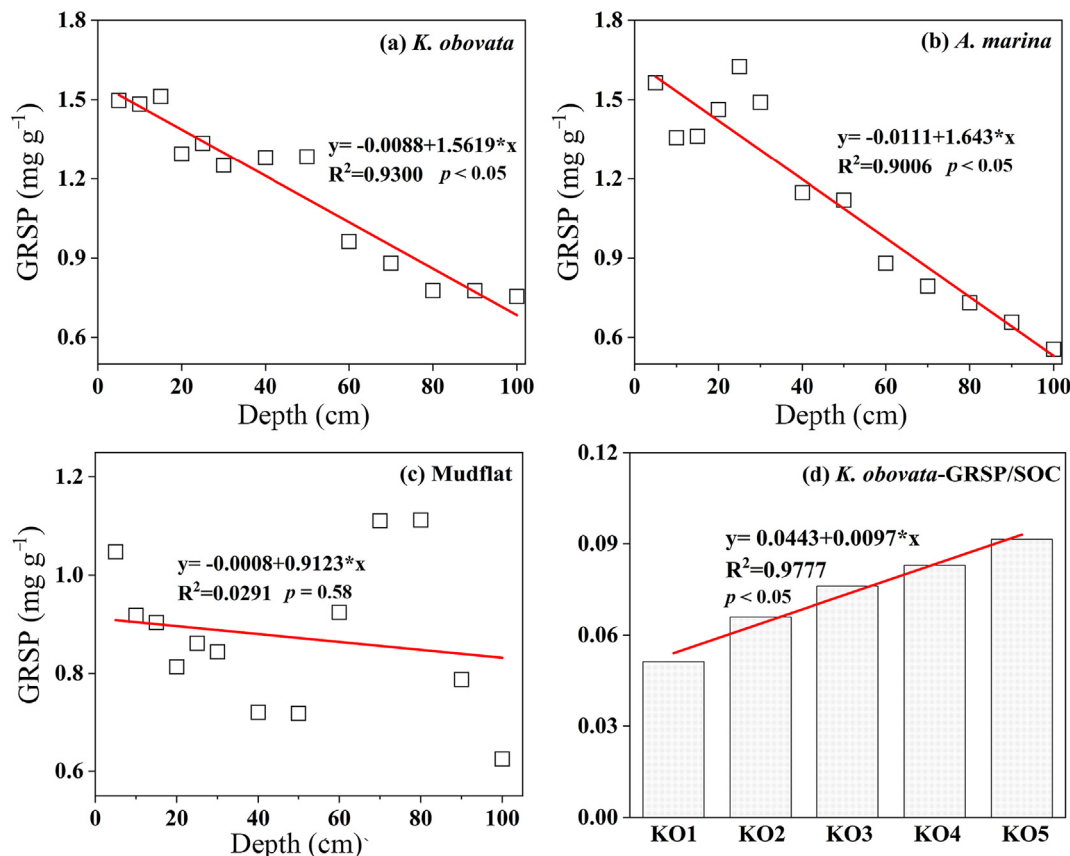 (a) K. obovata
y= -0.0088+1.5619*x
R²=0.9300 p < 0.05
GRSP (mg g⁻¹)
1.8
1.5
1.2
0.9
0.6
0 20 40 60 80 100
Depth (cm)
(b) A. marina
y= -0.0111+1.643*x
R²=0.9006 p < 0.05
GRSP (mg g⁻¹)
1.8
1.5
1.2
0.9
0.6
0 20 40 60 80 100
Depth (cm)
(c) Mudflat
y= -0.0008+0.9123*x
R²=0.0291 p = 0.58
GRSP (mg g⁻¹)
1.2
1.0
0.8
0.6
0 20 40 60 80 100
Depth (cm)`
(d) K. obovata-GRSP/SOC
y= 0.0443+0.0097*x
R²=0.9777
p < 0.05
0.12
0.09
0.06
0.03
0.00
KO1 KO2 KO3 KO4 KO5